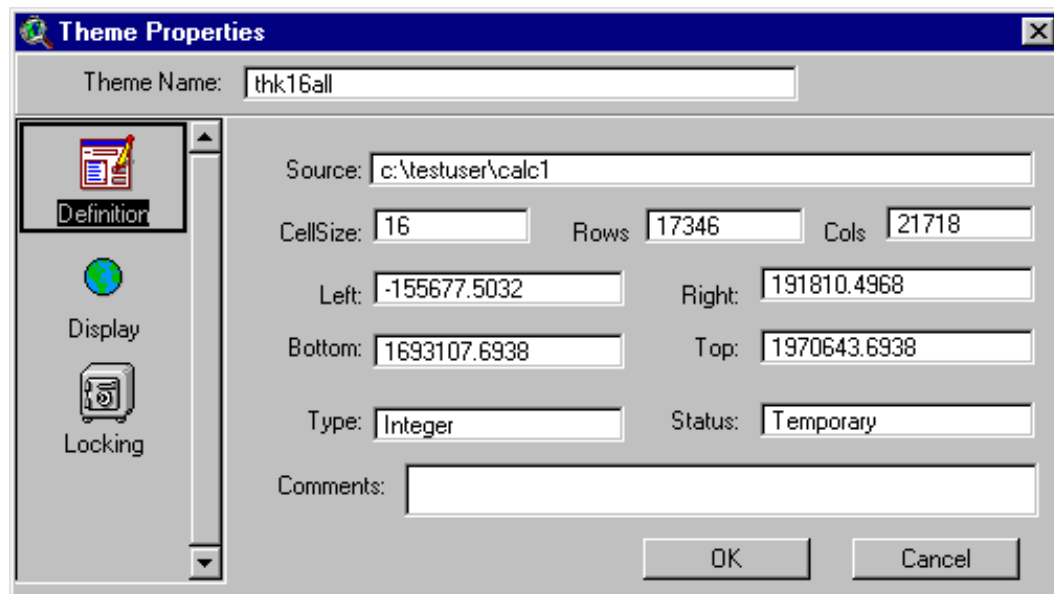 Theme Properties
Theme Name: thk16all
Definition
Display
Locking
Source: c:\testuser\calc1
CellSize: 16 Rows 17346 Cols 21718
Left: -155677.5032 Right: 191810.4968
Bottom: 1693107.6938 Top: 1970643.6938
Type: Integer Status: Temporary
Comments:
OK Cancel